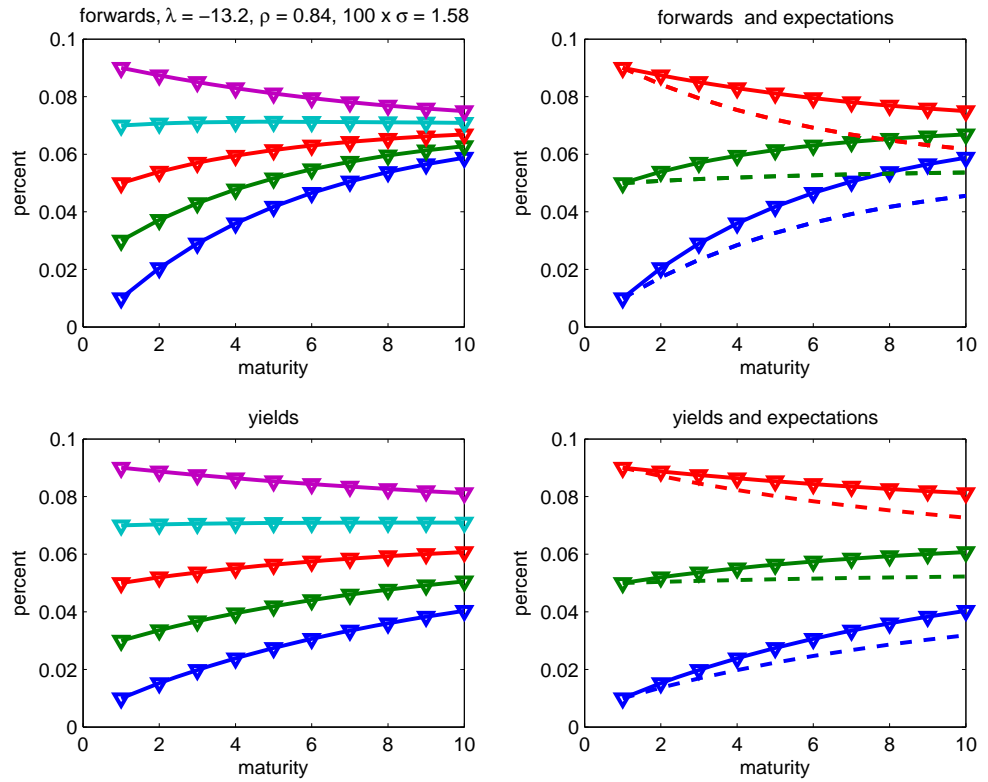 forwards, λ = −13.2, ρ = 0.84, 100 x σ = 1.58
0.1
0.08
0.06
0.04
0.02
0
percent
0 2 4 6 8 10
maturity
forwards and expectations
0.1
0.08
0.06
0.04
0.02
0
percent
0 2 4 6 8 10
maturity
yields
0.1
0.08
0.06
0.04
0.02
0
percent
0 2 4 6 8 10
maturity
yields and expectations
0.1
0.08
0.06
0.04
0.02
0
percent
0 2 4 6 8 10
maturity